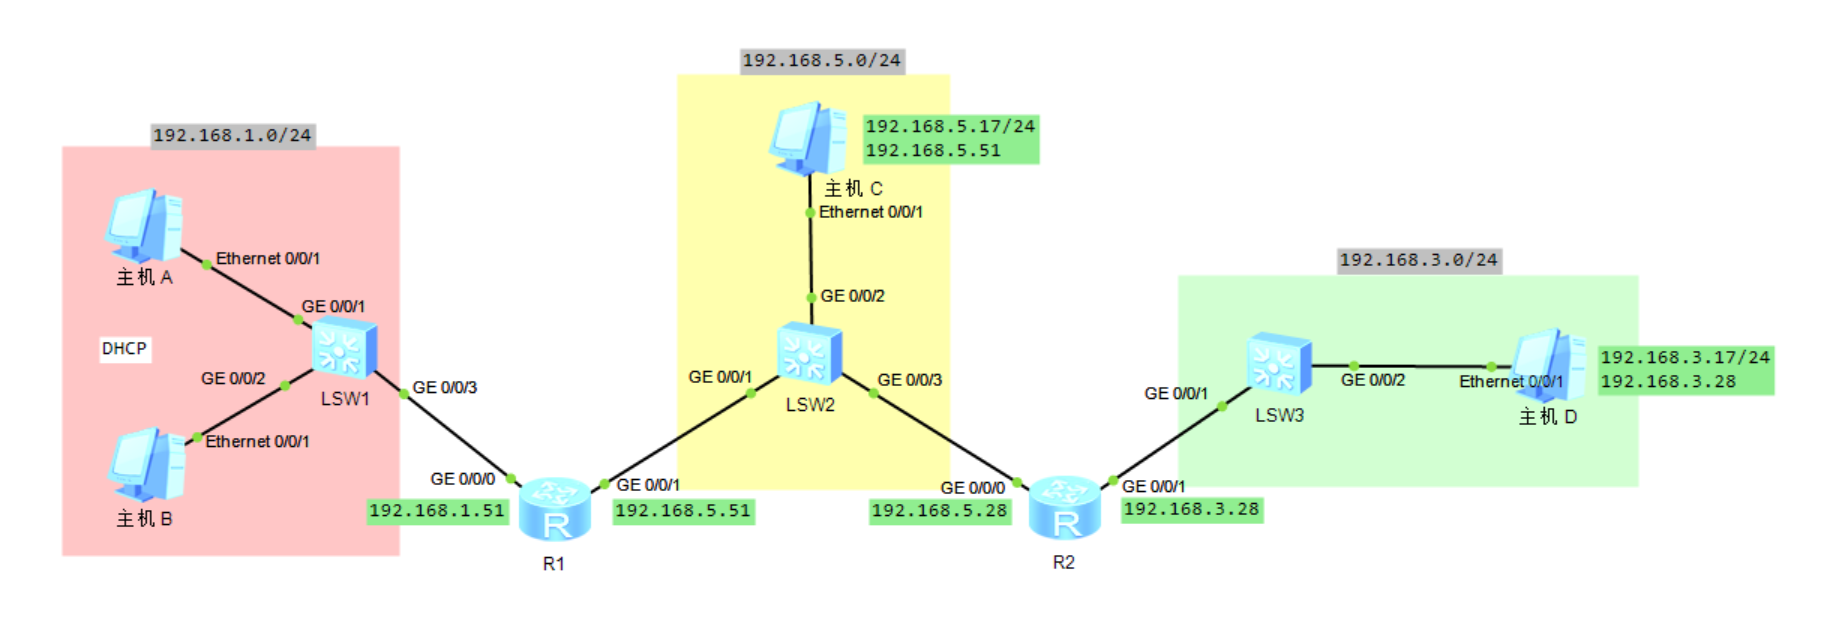 192.168.5.0/24
192.168.1.0/24
192.168.5.17/24
192.168.5.51
主机 C
Ethernet 0/0/1
Ethernet 0/0/1
主机 A
192.168.3.0/24
GE 0/0/2
GE 0/0/1
DHCP
192.168.3.17/24
192.168.3.28
GE 0/0/2
GE 0/0/3
LSW1
GE 0/0/1
GE 0/0/3
LSW2
GE 0/0/1
GE 0/0/2
Ethernet 0/0/1
LSW3
主机 D
Ethernet 0/0/1
主机 B
GE 0/0/0
GE 0/0/1
GE 0/0/0
GE 0/0/1
192.168.1.51
192.168.5.51
192.168.5.28
192.168.3.28
R
R
R1
R2